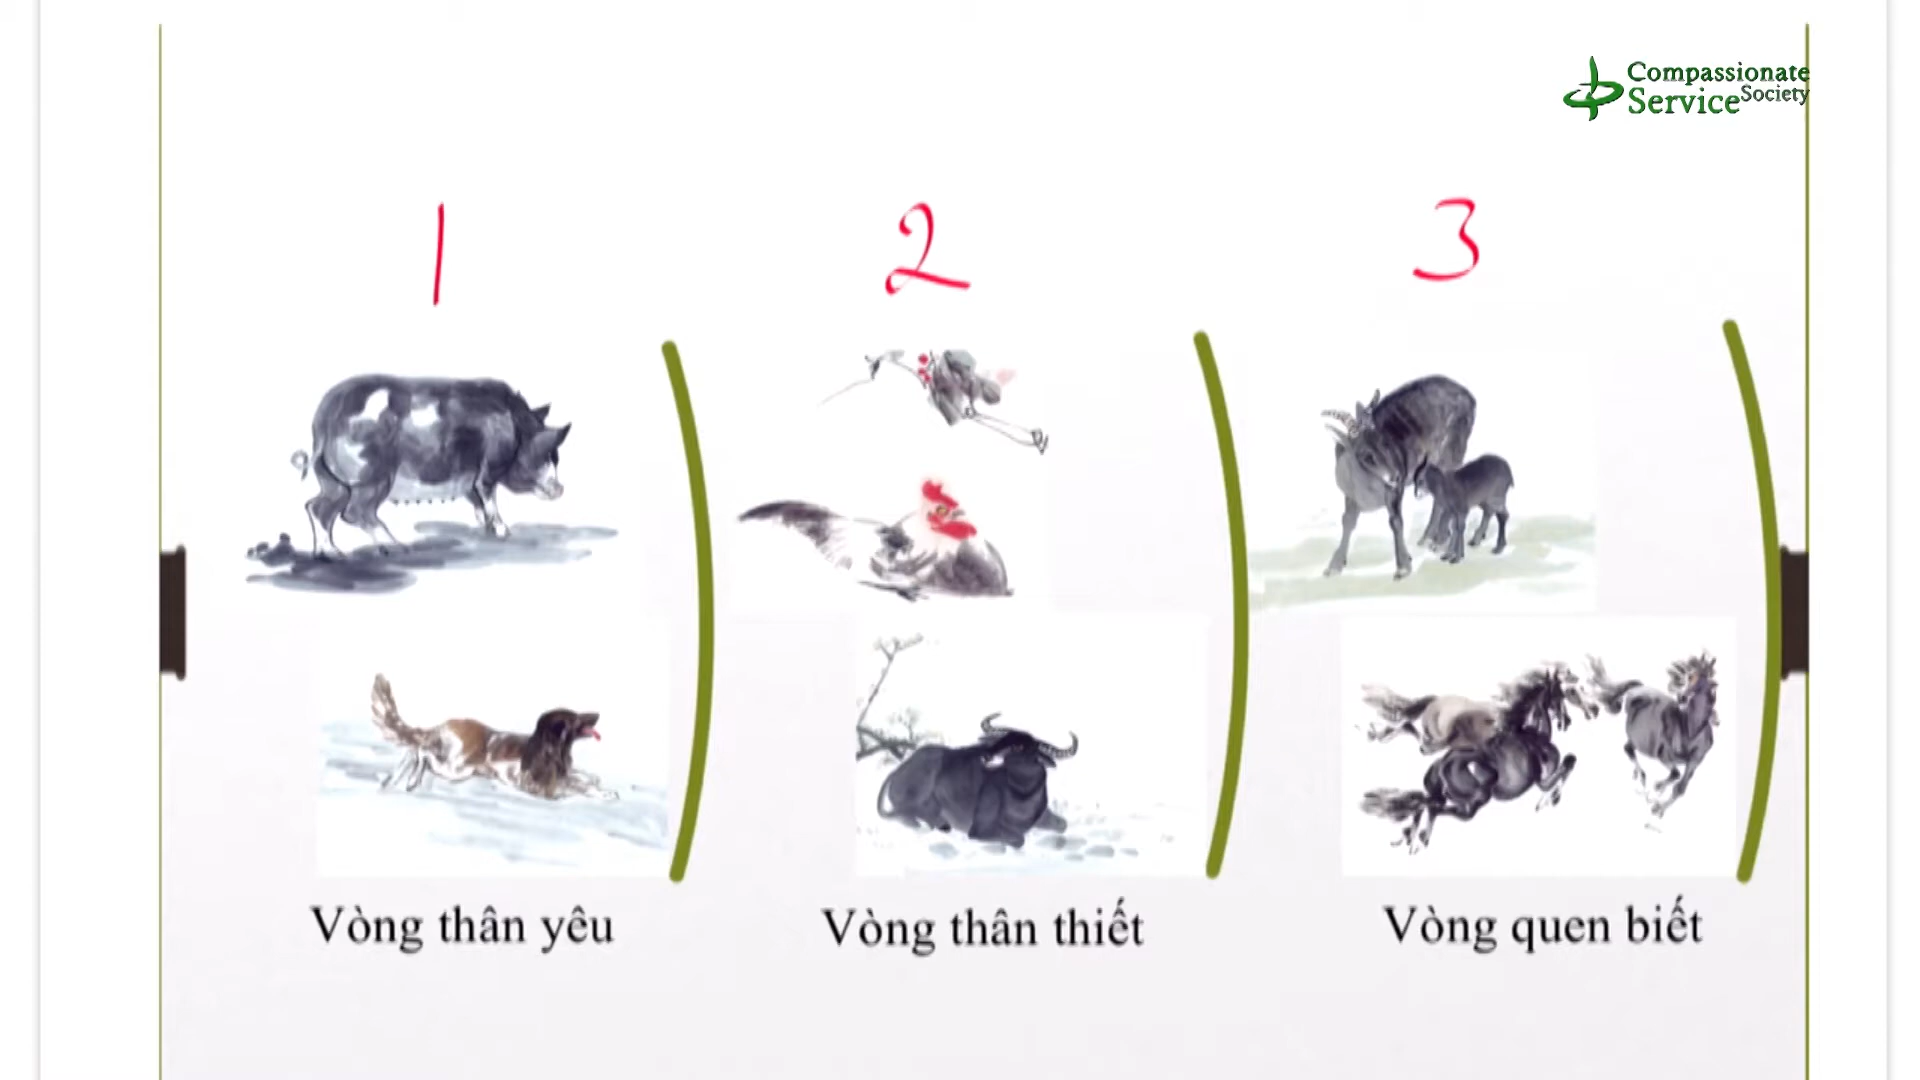 Compassionate
Service Society
1
2
3
Vòng thân yêu
Vòng thân thiết
Vòng quen biết